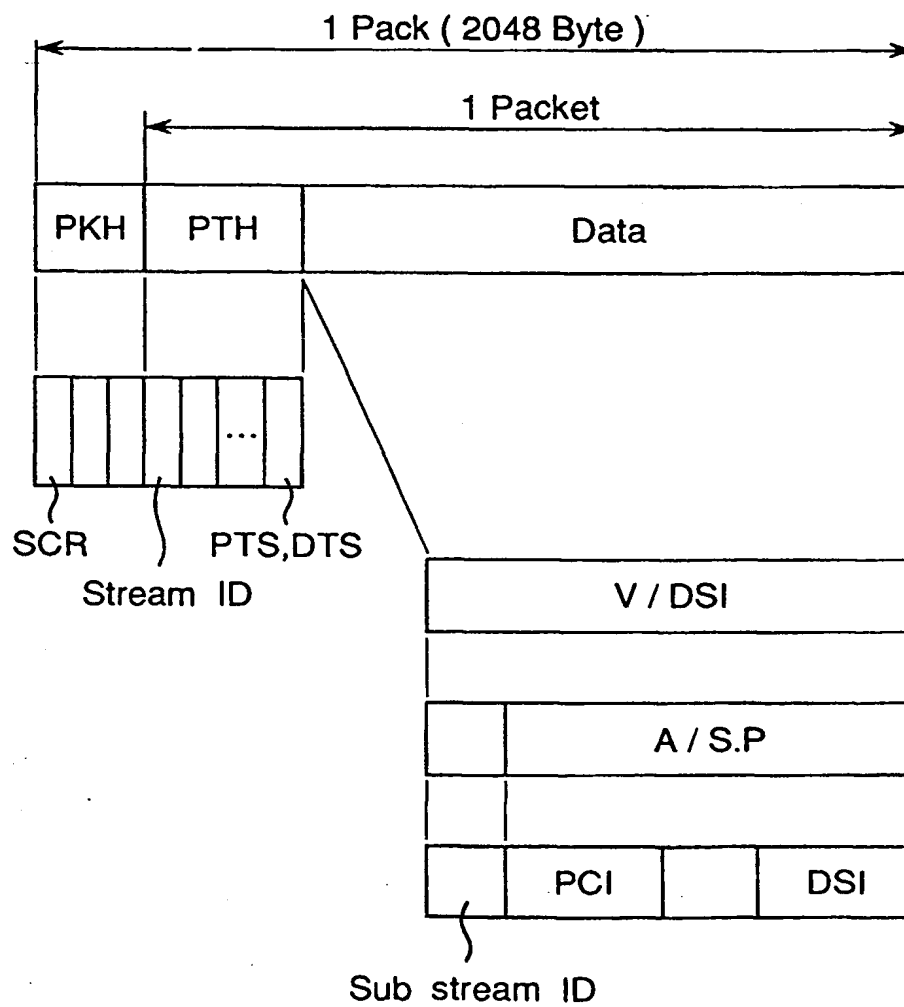 1 Pack ( 2048 Byte )
1 Packet
PKH PTH Data
...
SCR PTS,DTS
Stream ID
V / DSI
A / S.P
PCI DSI
Sub stream ID